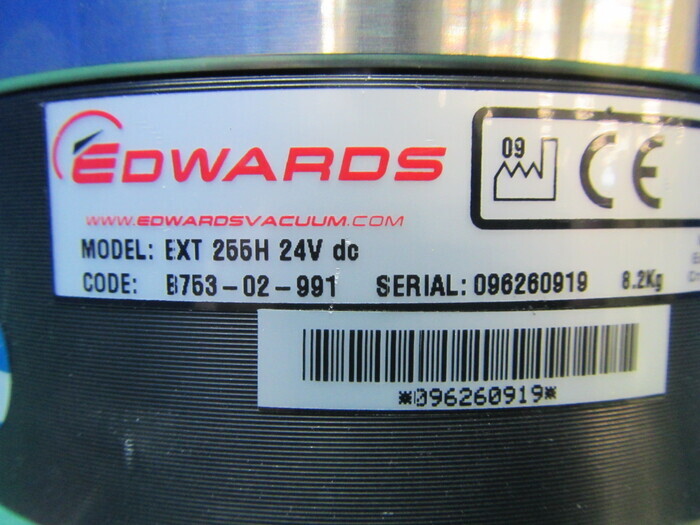 EDWARDS
09
CE
WWW.EDWARDSVACUUM.COM
MODEL: EXT 255H 24V dc
CODE: B753-02-991 SERIAL: 096260919 8.2Kg
*096260919*